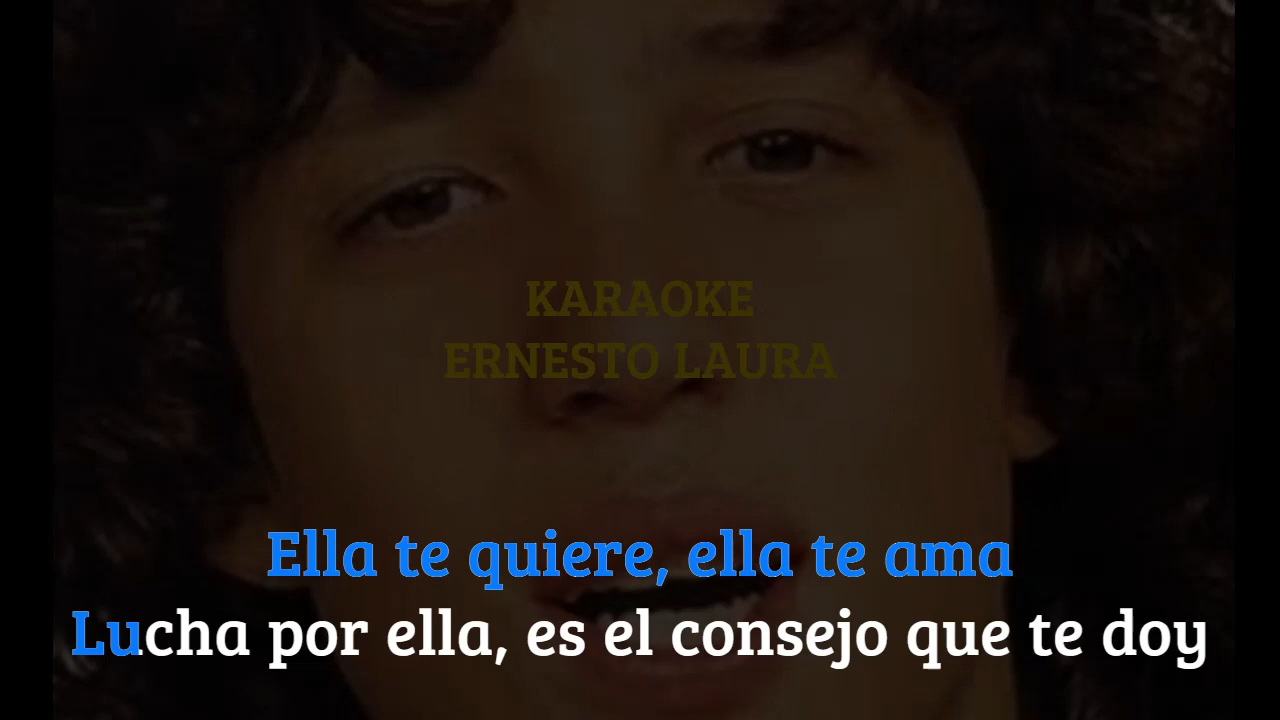 KARAOKE
ERNESTO LAURA
Ella te quiere, ella te ama
Lucha por ella, es el consejo que te doy